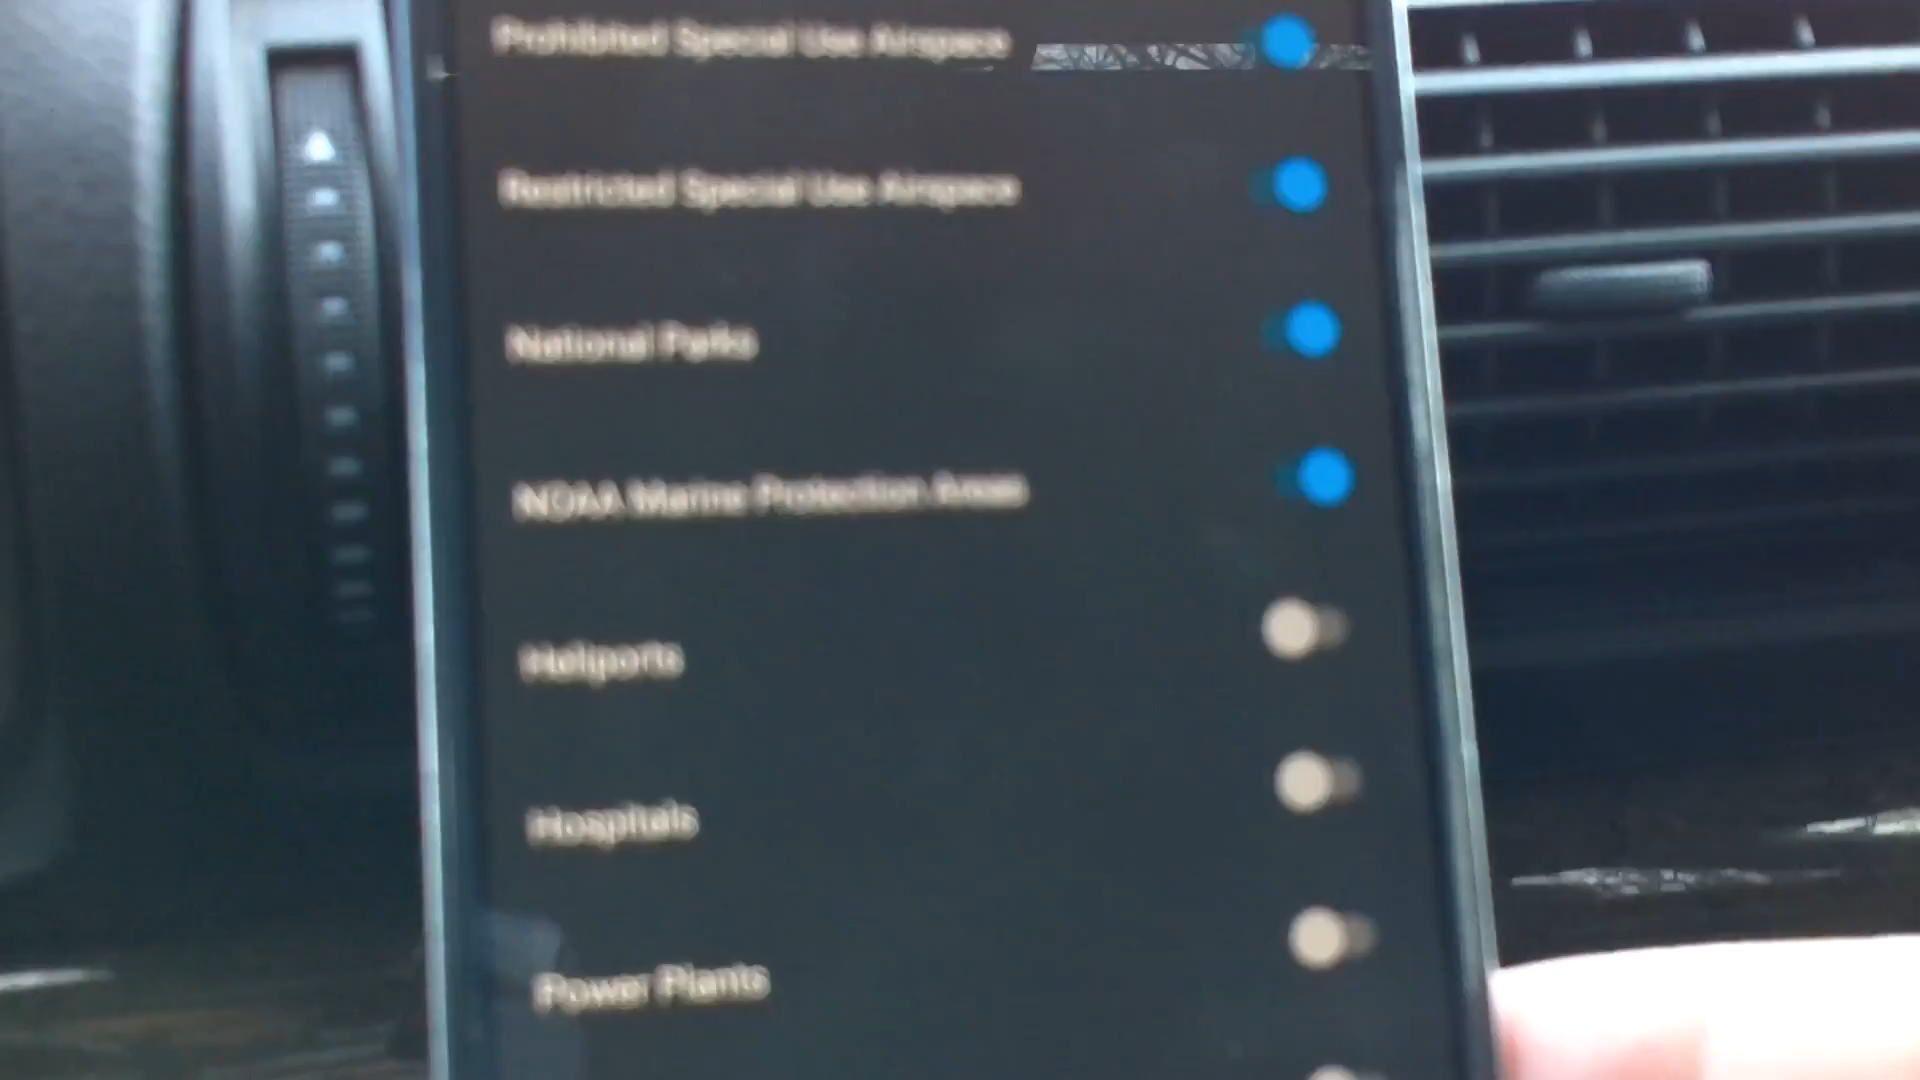 Prohibited Special Use Airspace
Restricted Special Use Airspace
National Parks
NOAA Marine Protection Areas
Heliports
Hospitals
Power Plants